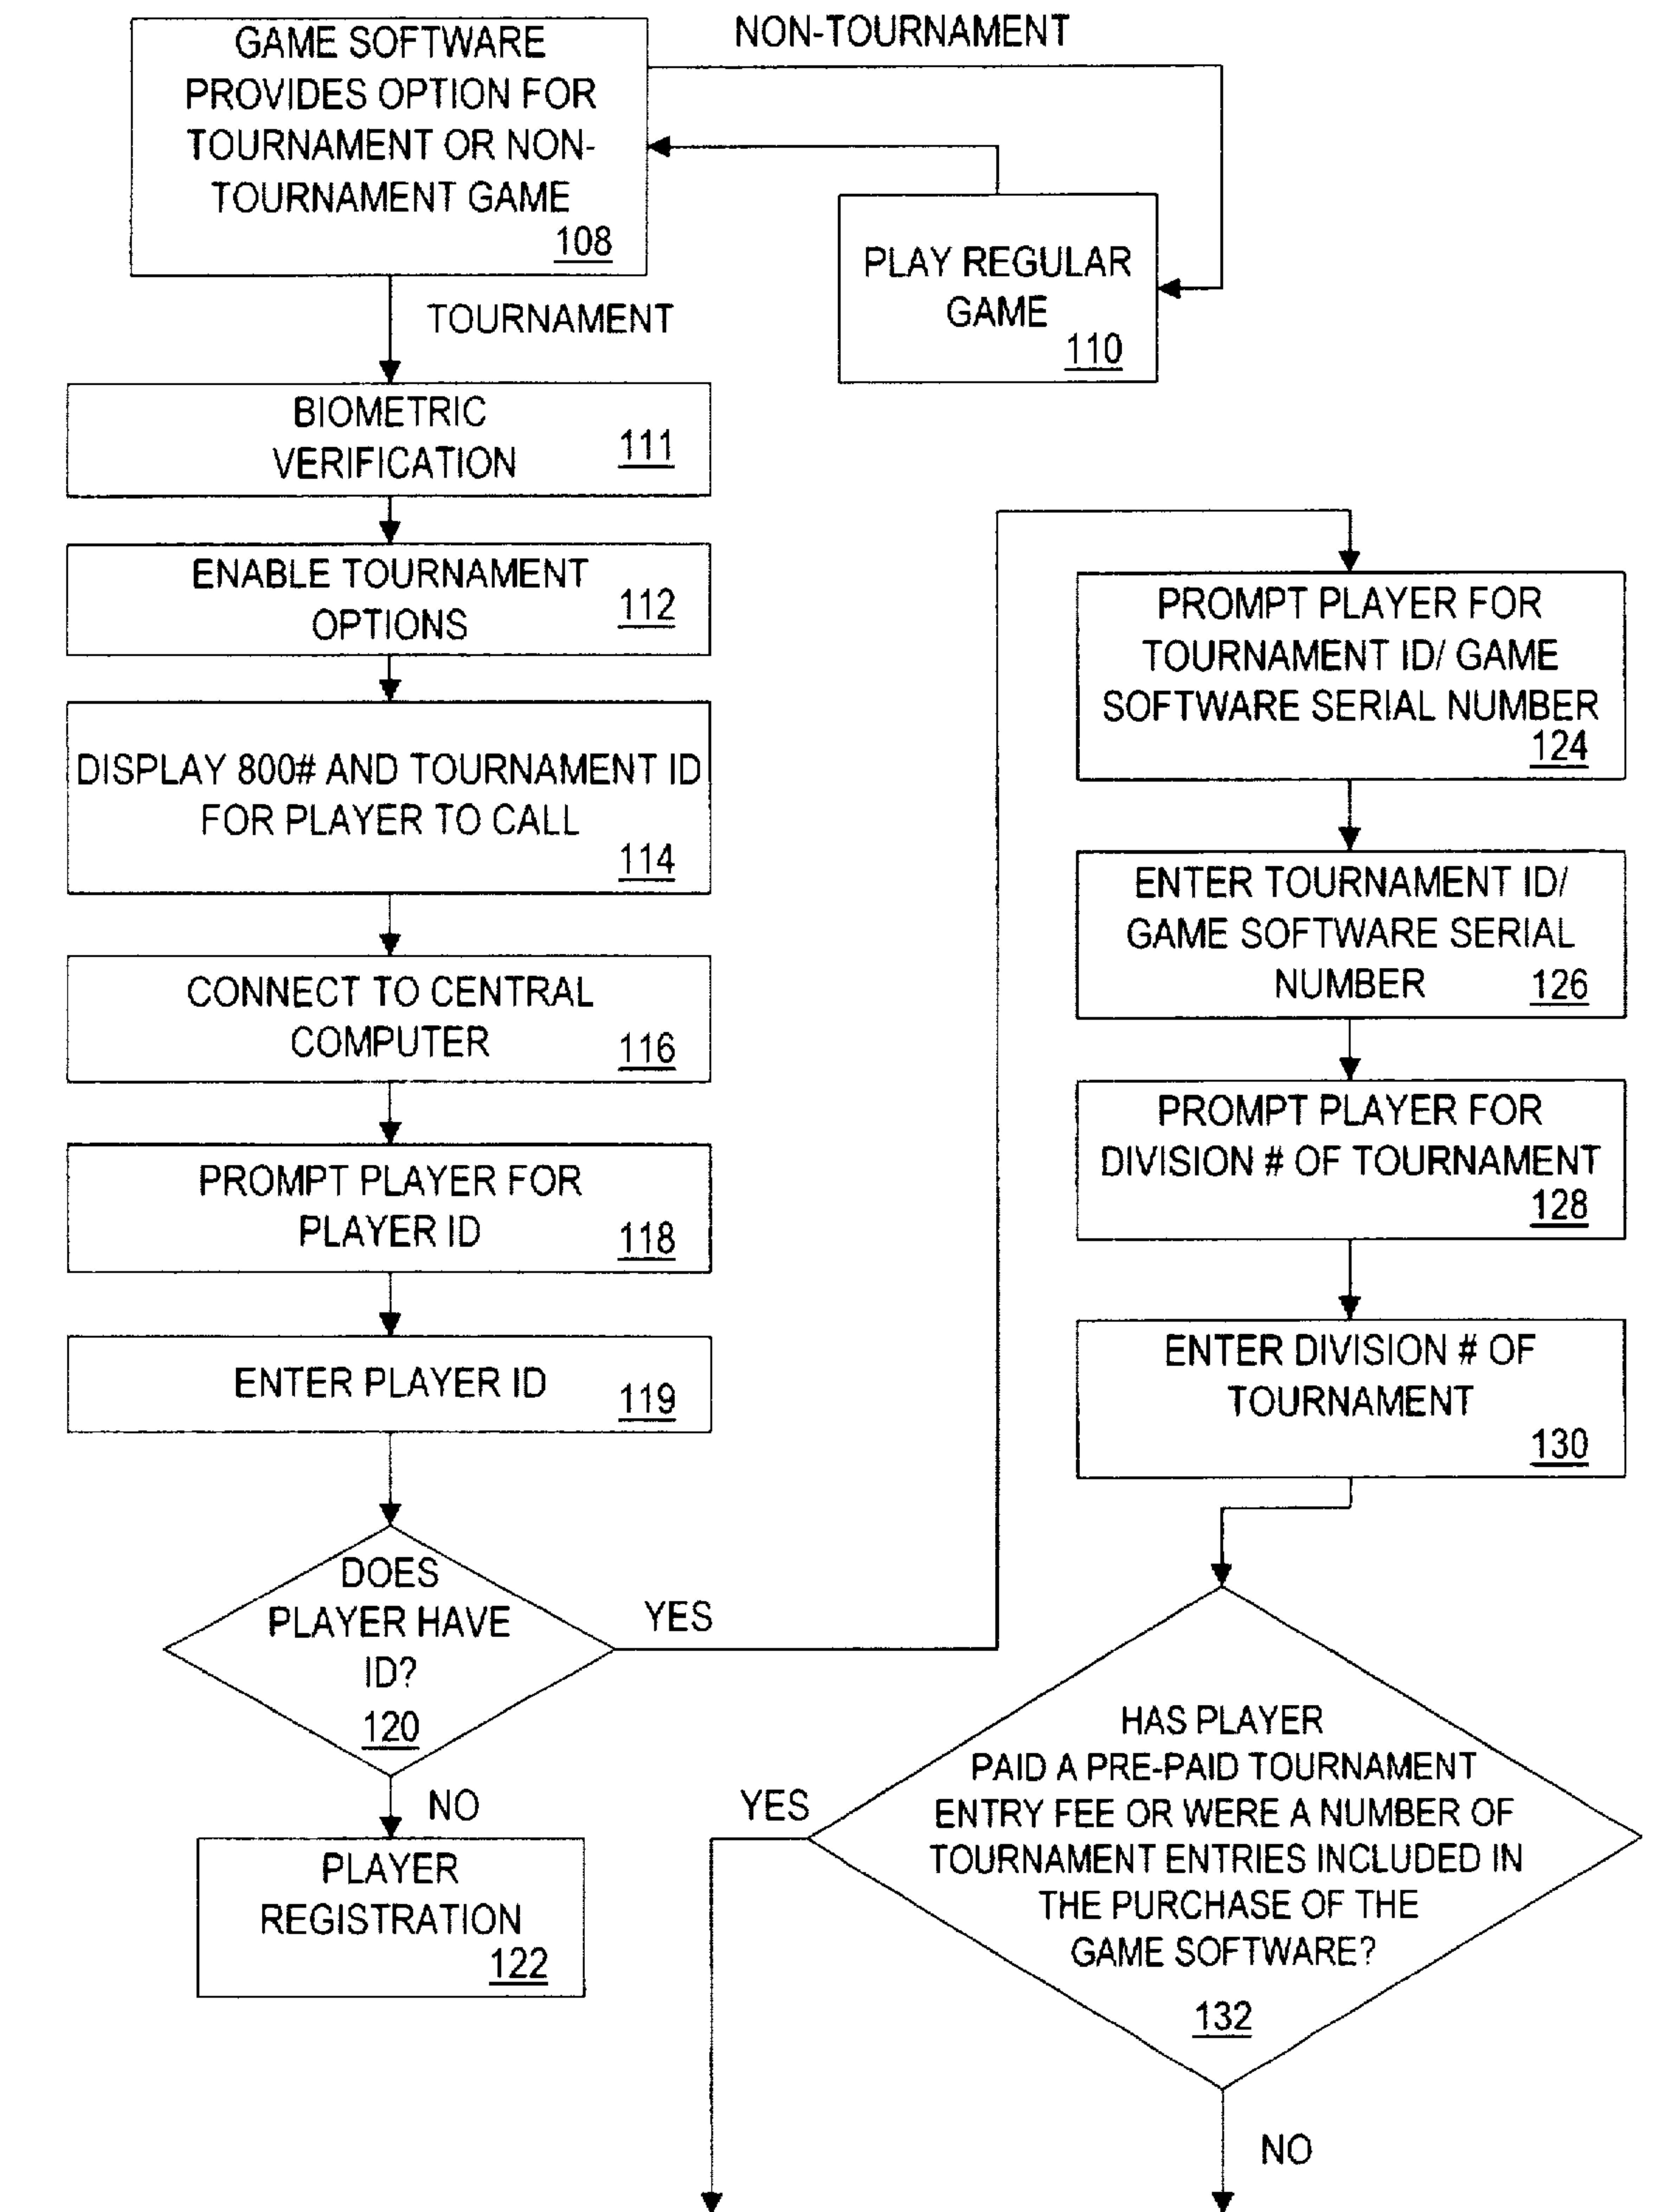 GAME SOFTWARE
PROVIDES OPTION FOR
TOURNAMENT OR NON-
TOURNAMENT GAME
108
NON-TOURNAMENT
PLAY REGULAR
GAME
110
TOURNAMENT
BIOMETRIC
VERIFICATION
111
ENABLE TOURNAMENT
OPTIONS
112
DISPLAY 800# AND TOURNAMENT ID
FOR PLAYER TO CALL
114
CONNECT TO CENTRAL
COMPUTER
116
PROMPT PLAYER FOR
PLAYER ID
118
ENTER PLAYER ID
119
DOES
PLAYER HAVE
ID?
120
YES
NO
PLAYER
REGISTRATION
122
PROMPT PLAYER FOR
TOURNAMENT ID/ GAME
SOFTWARE SERIAL NUMBER
124
ENTER TOURNAMENT ID/
GAME SOFTWARE SERIAL
NUMBER
126
PROMPT PLAYER FOR
DIVISION # OF TOURNAMENT
128
ENTER DIVISION # OF
TOURNAMENT
130
HAS PLAYER
PAID A PRE-PAID TOURNAMENT
ENTRY FEE OR WERE A NUMBER OF
TOURNAMENT ENTRIES INCLUDED IN
THE PURCHASE OF THE
GAME SOFTWARE?
132
YES
NO